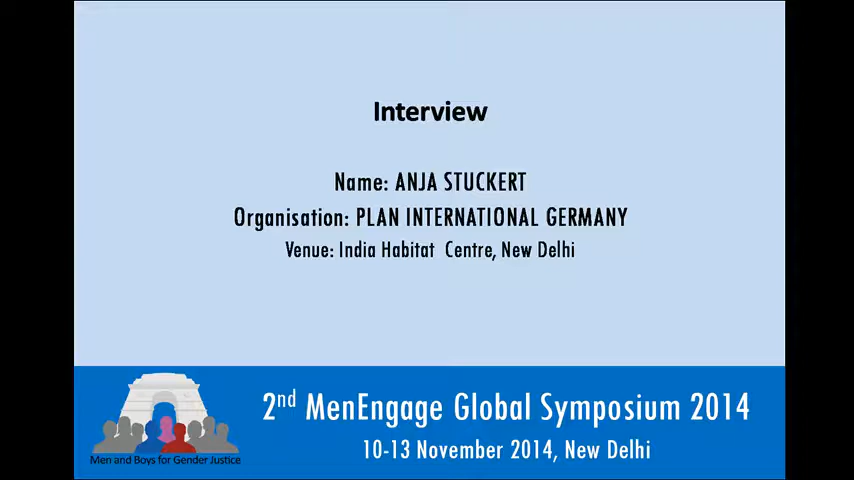 Interview
Name: ANJA STUCKERT
Organisation: PLAN INTERNATIONAL GERMANY
Venue: India Habitat Centre, New Delhi
2nd MenEngage Global Symposium 2014
10-13 November 2014, New Delhi
Men and Boys for Gender Justice